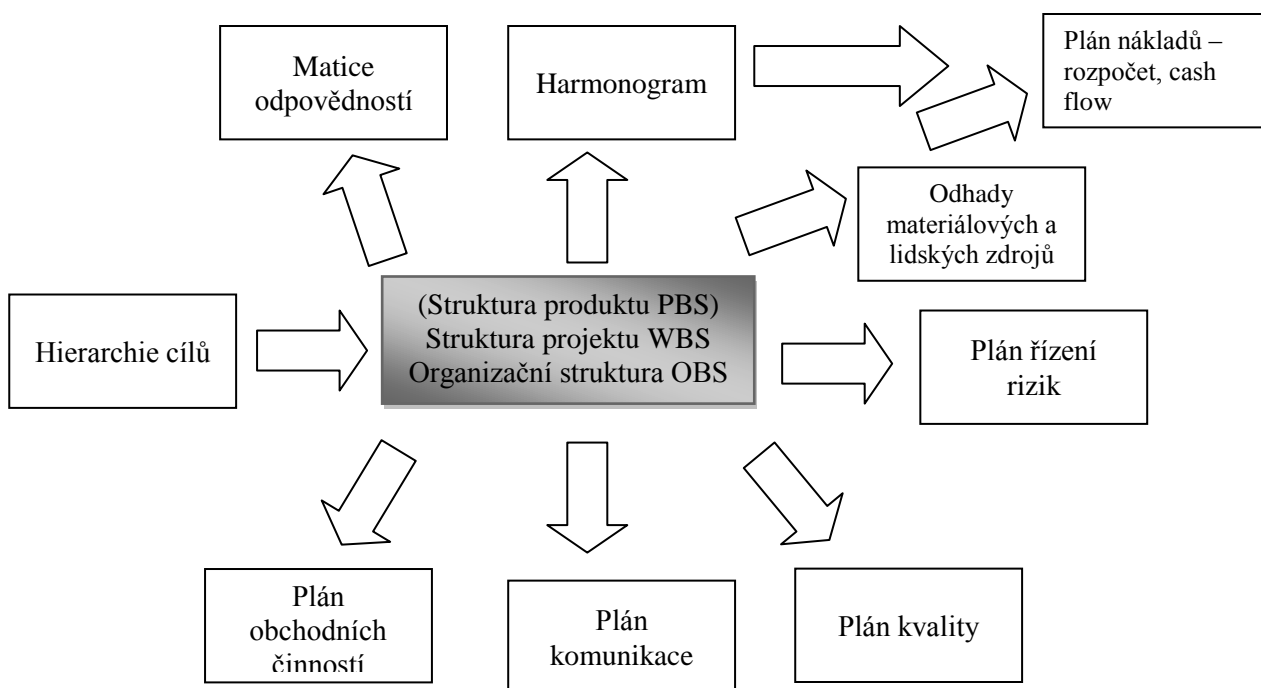 Matice
odpovědností
Harmonogram
Plán nákladů –
rozpočet, cash
flow
Odhady
materiálových a
lidských zdrojů
Hierarchie cílů
(Struktura produktu PBS)
Struktura projektu WBS
Organizační struktura OBS
Plán řízení
rizik
Plán
obchodních
činností
Plán
komunikace
Plán kvality